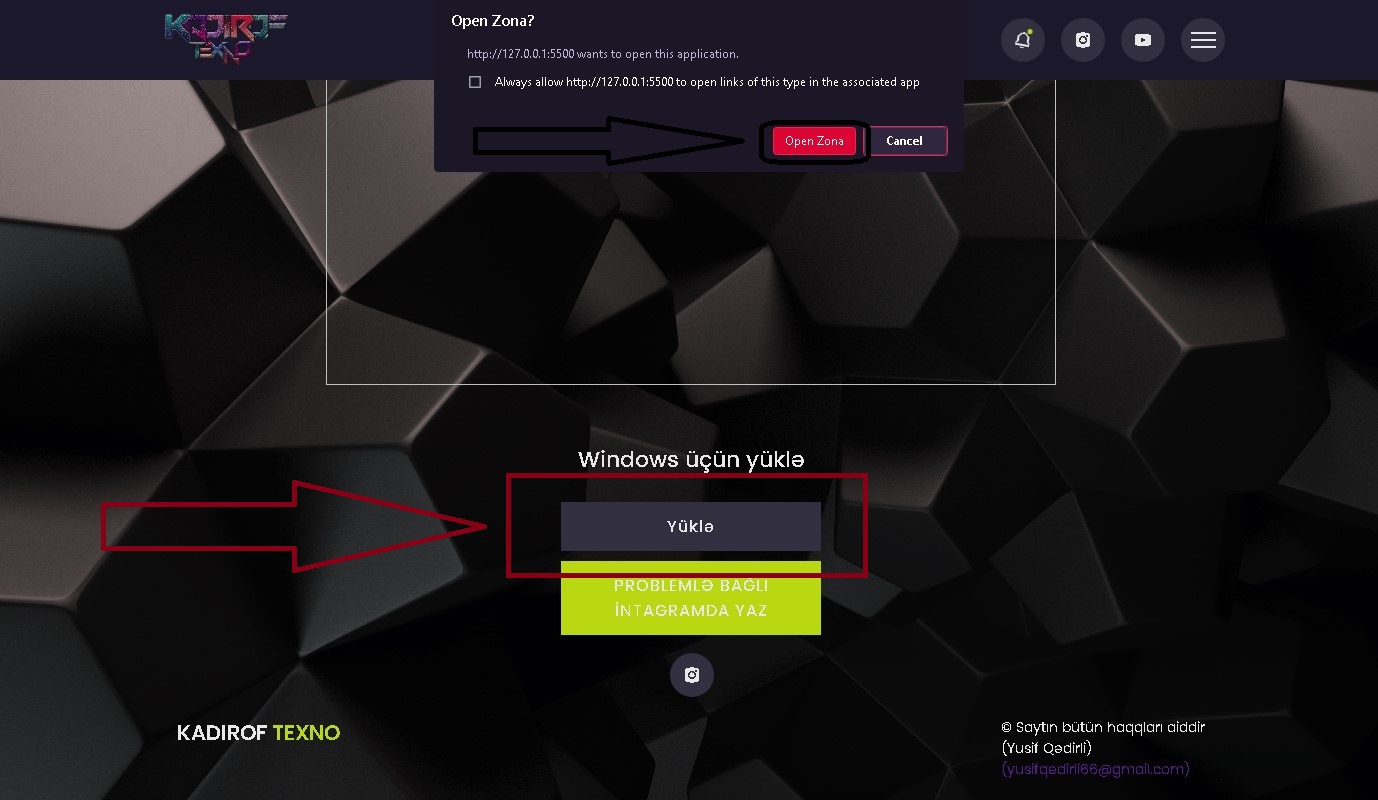 KADIROF
TEXNO
Open Zona?
http://127.0.0.1:5500 wants to open this application.
Always allow http://127.0.0.1:5500 to open links of this type in the associated app
Open Zona
Cancel
Windows üçün yüklə
Yüklə
PROBLEMLƏ BAĞLI
İNTAGRAMDA YAZ
KADIROF TEXNO
© Saytın bütün haqqları aiddir
(Yusif Qədirli)
(yusifqedirli66@gmail.com)